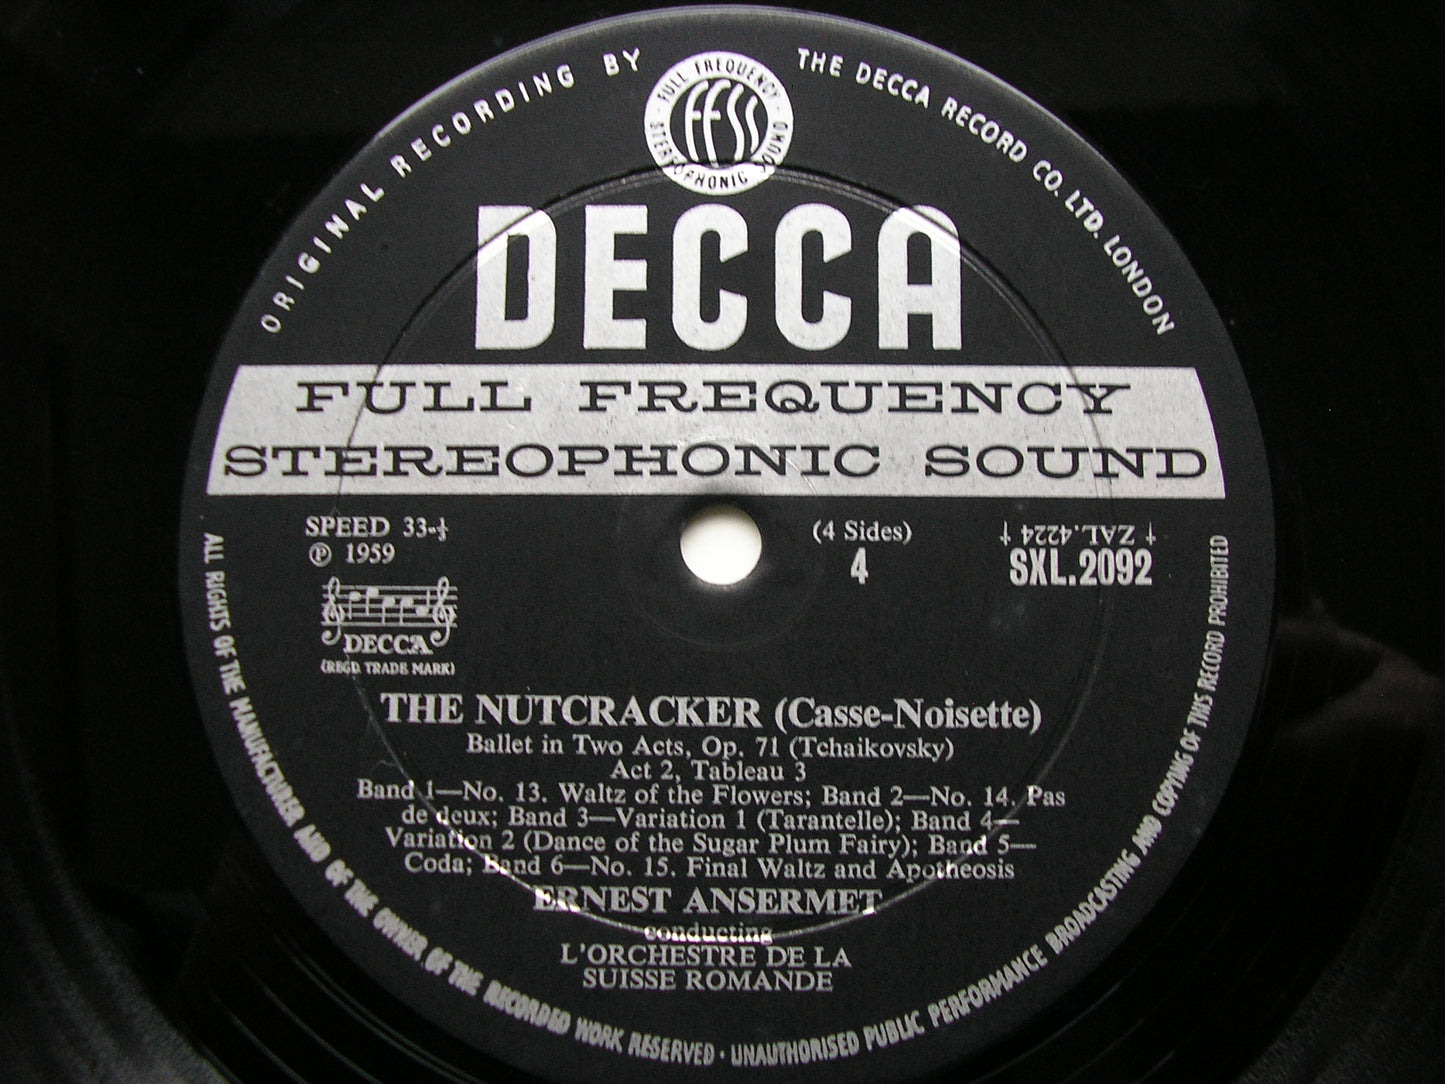 ORIGINAL RECORDING BY
THE DECCA RECORD CO. LTD. LONDON
FULL FREQUENCY
STEREOPHONIC SOUND
FFSS
DECCA
FULL FREQUENCY
STEREOPHONIC SOUND
SPEED 33-⅓
℗ 1959
(4 Sides)
4
† ZAL.4224 †
SXL.2092
DECCA
(REGD. TRADE MARK)
THE NUTCRACKER (Casse-Noisette)
Ballet in Two Acts, Op. 71 (Tchaikovsky)
Act 2, Tableau 3
Band 1—No. 13. Waltz of the Flowers; Band 2—No. 14. Pas
de deux; Band 3—Variation 1 (Tarantelle); Band 4—
Variation 2 (Dance of the Sugar Plum Fairy); Band 5—
Coda; Band 6—No. 15. Final Waltz and Apotheosis
ERNEST ANSERMET
conducting
L'ORCHESTRE DE LA
SUISSE ROMANDE
ALL RIGHTS OF THE MANUFACTURER AND OF THE OWNER OF THE RECORDED WORK RESERVED · UNAUTHORISED PUBLIC PERFORMANCE BROADCASTING AND COPYING OF THIS RECORD PROHIBITED